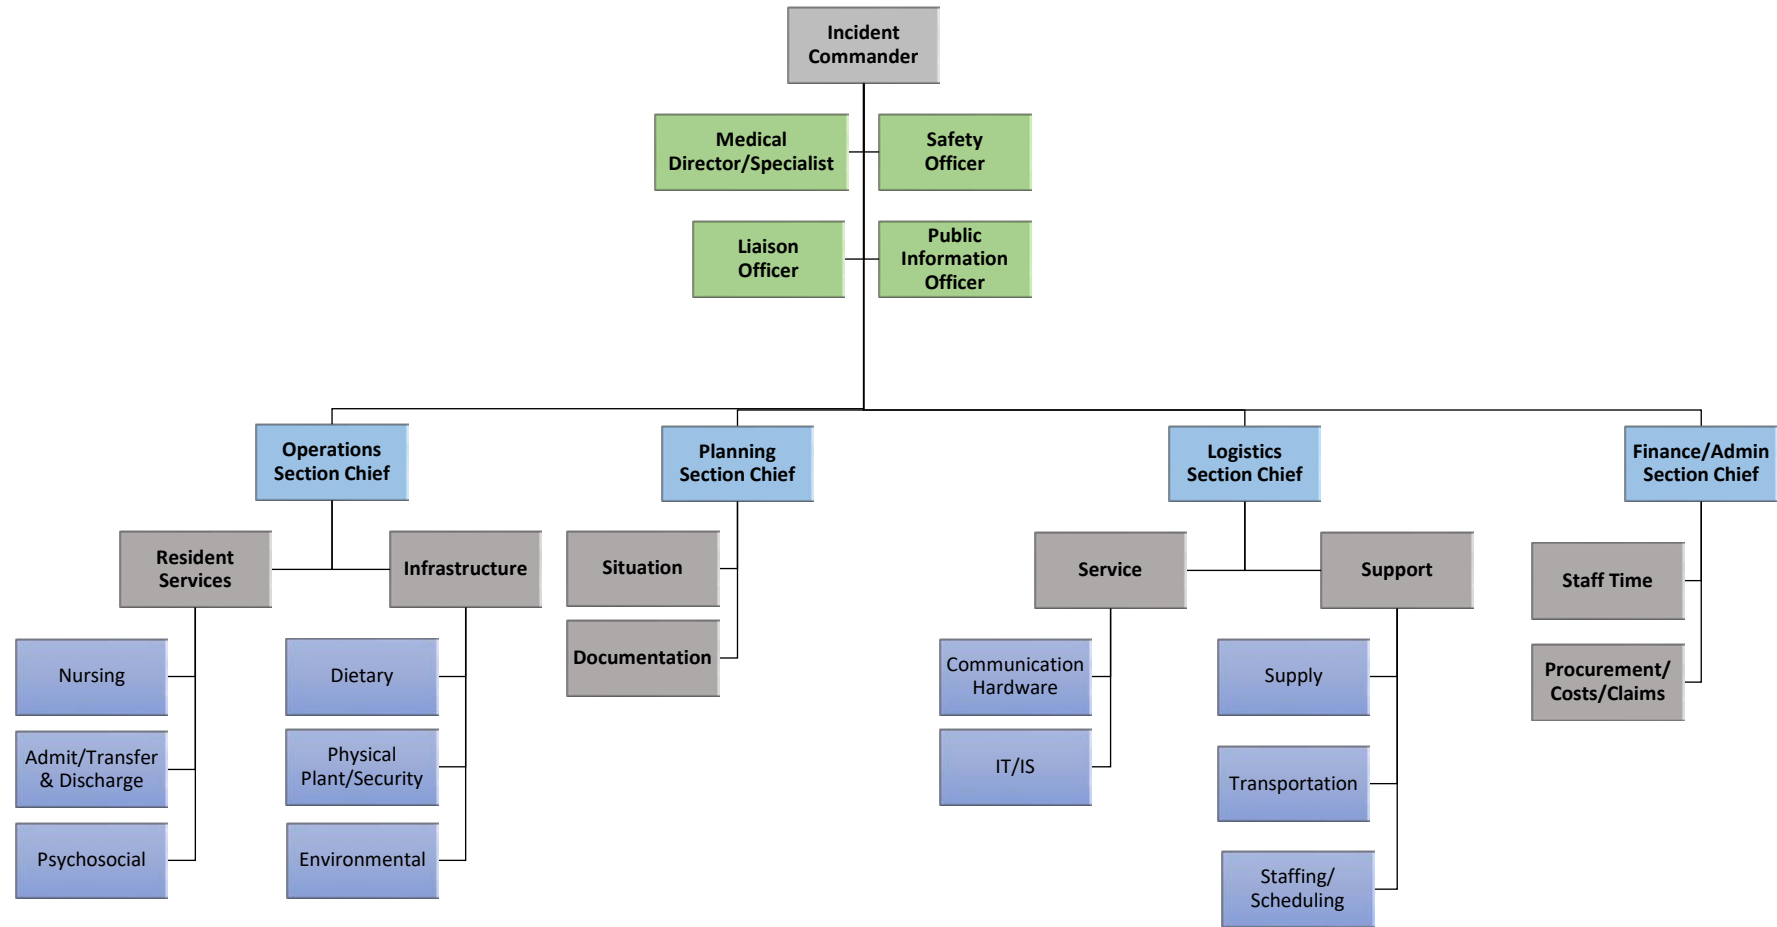 Incident
Commander
Medical
Director/Specialist
Safety
Officer
Liaison
Officer
Public
Information
Officer
Operations
Section Chief
Planning
Section Chief
Logistics
Section Chief
Finance/Admin
Section Chief
Resident
Services
Infrastructure
Situation
Service
Support
Staff Time
Nursing
Dietary
Documentation
Communication
Hardware
Supply
Procurement/
Costs/Claims
Admit/Transfer
& Discharge
Physical
Plant/Security
IT/IS
Transportation
Psychosocial
Environmental
Staffing/
Scheduling